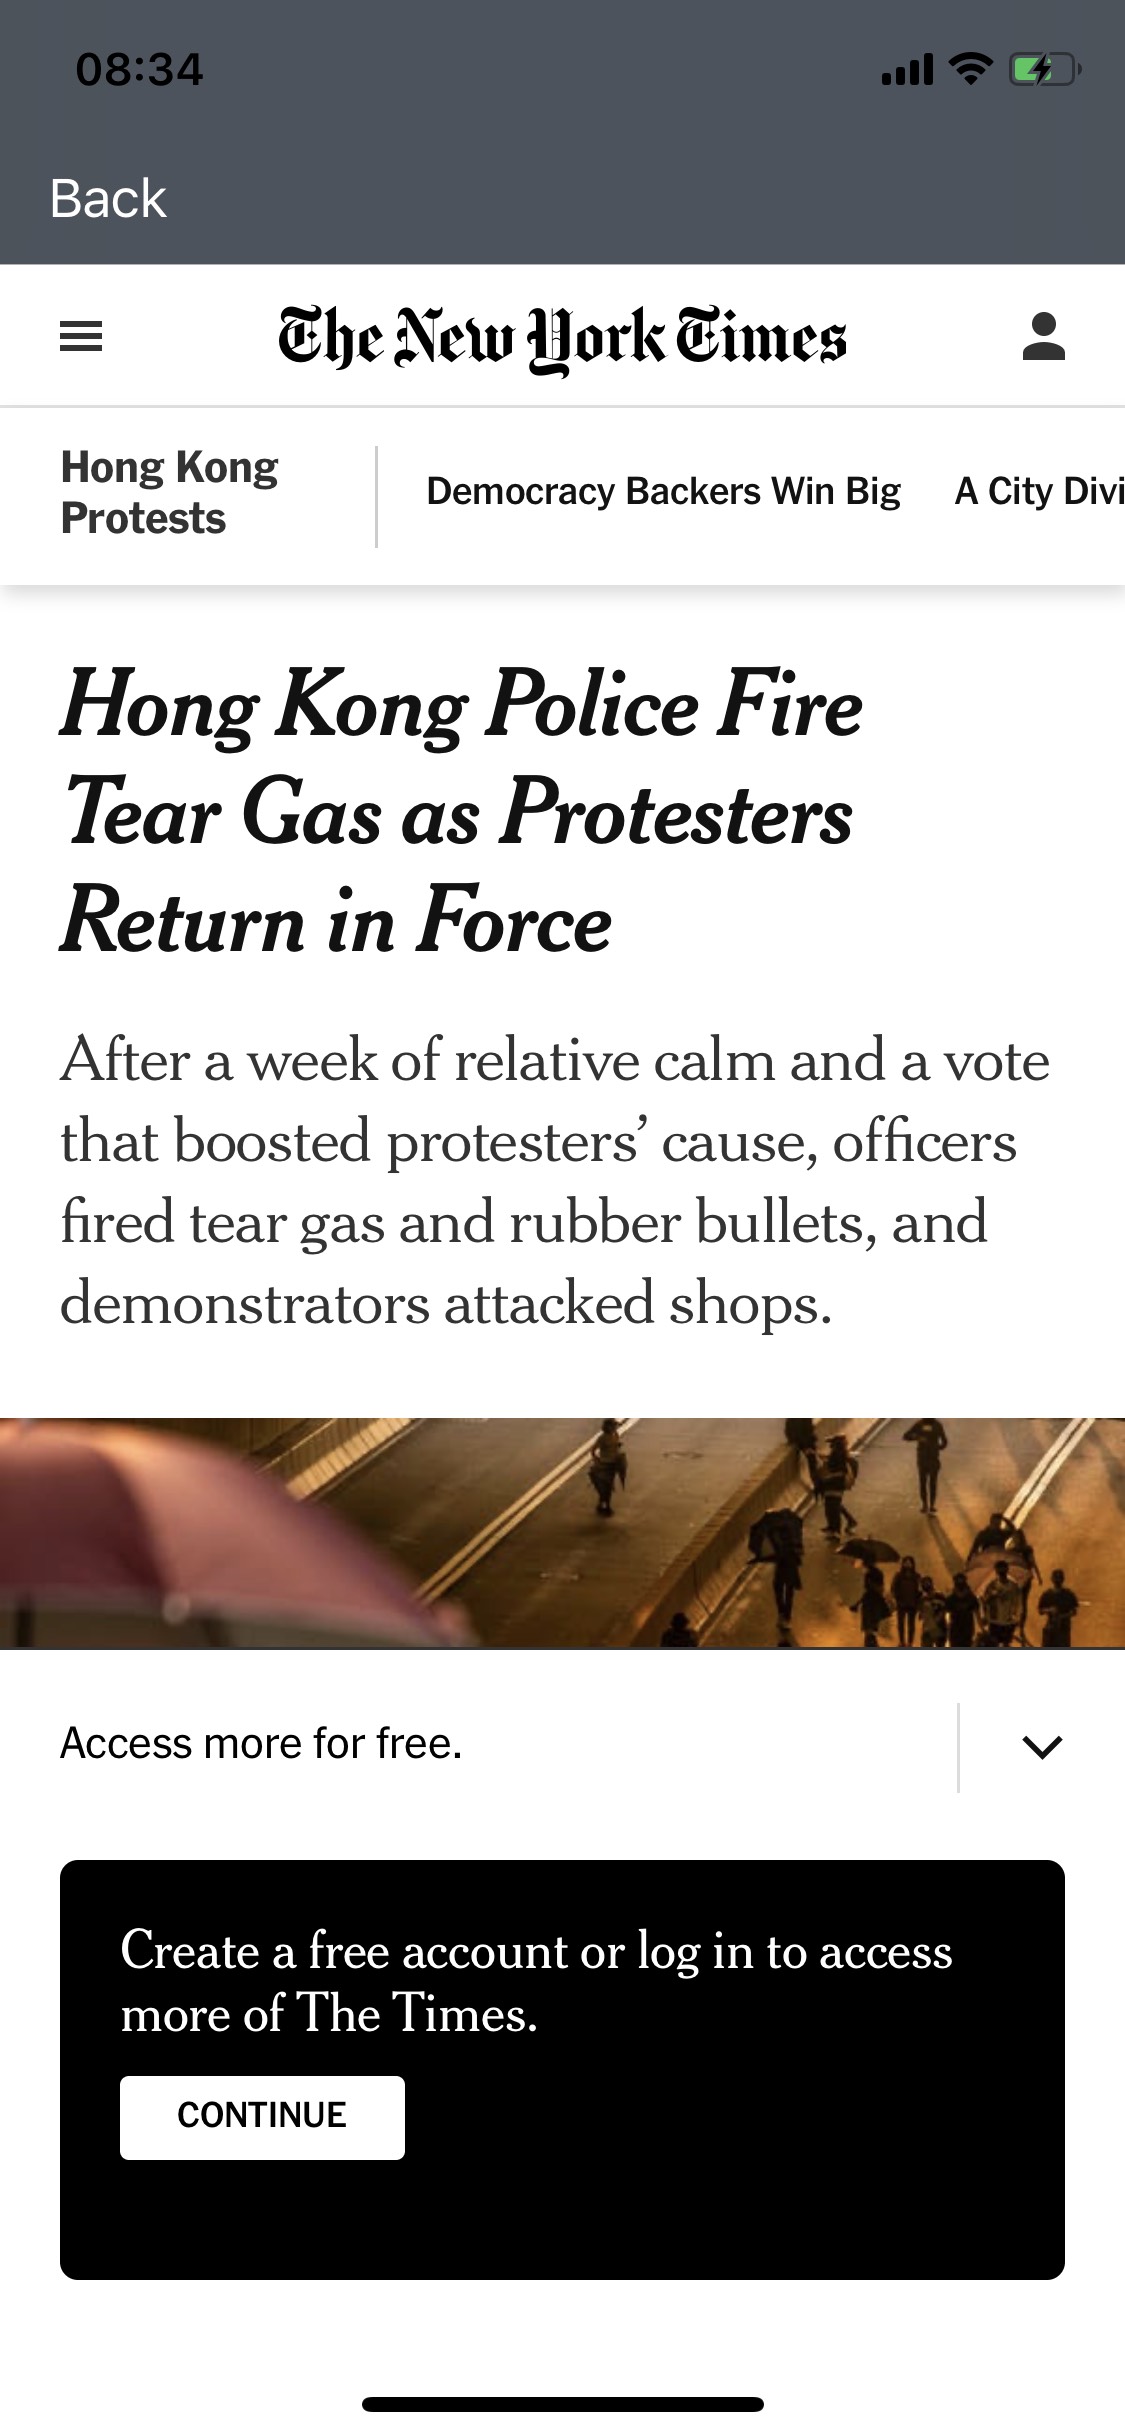 08:34
Back
The New York Times
Hong Kong
Protests
Democracy Backers Win Big
A City Divi
Hong Kong Police Fire
Tear Gas as Protesters
Return in Force
After a week of relative calm and a vote
that boosted protesters’ cause, officers
fired tear gas and rubber bullets, and
demonstrators attacked shops.
Access more for free.
Create a free account or log in to access
more of The Times.
CONTINUE